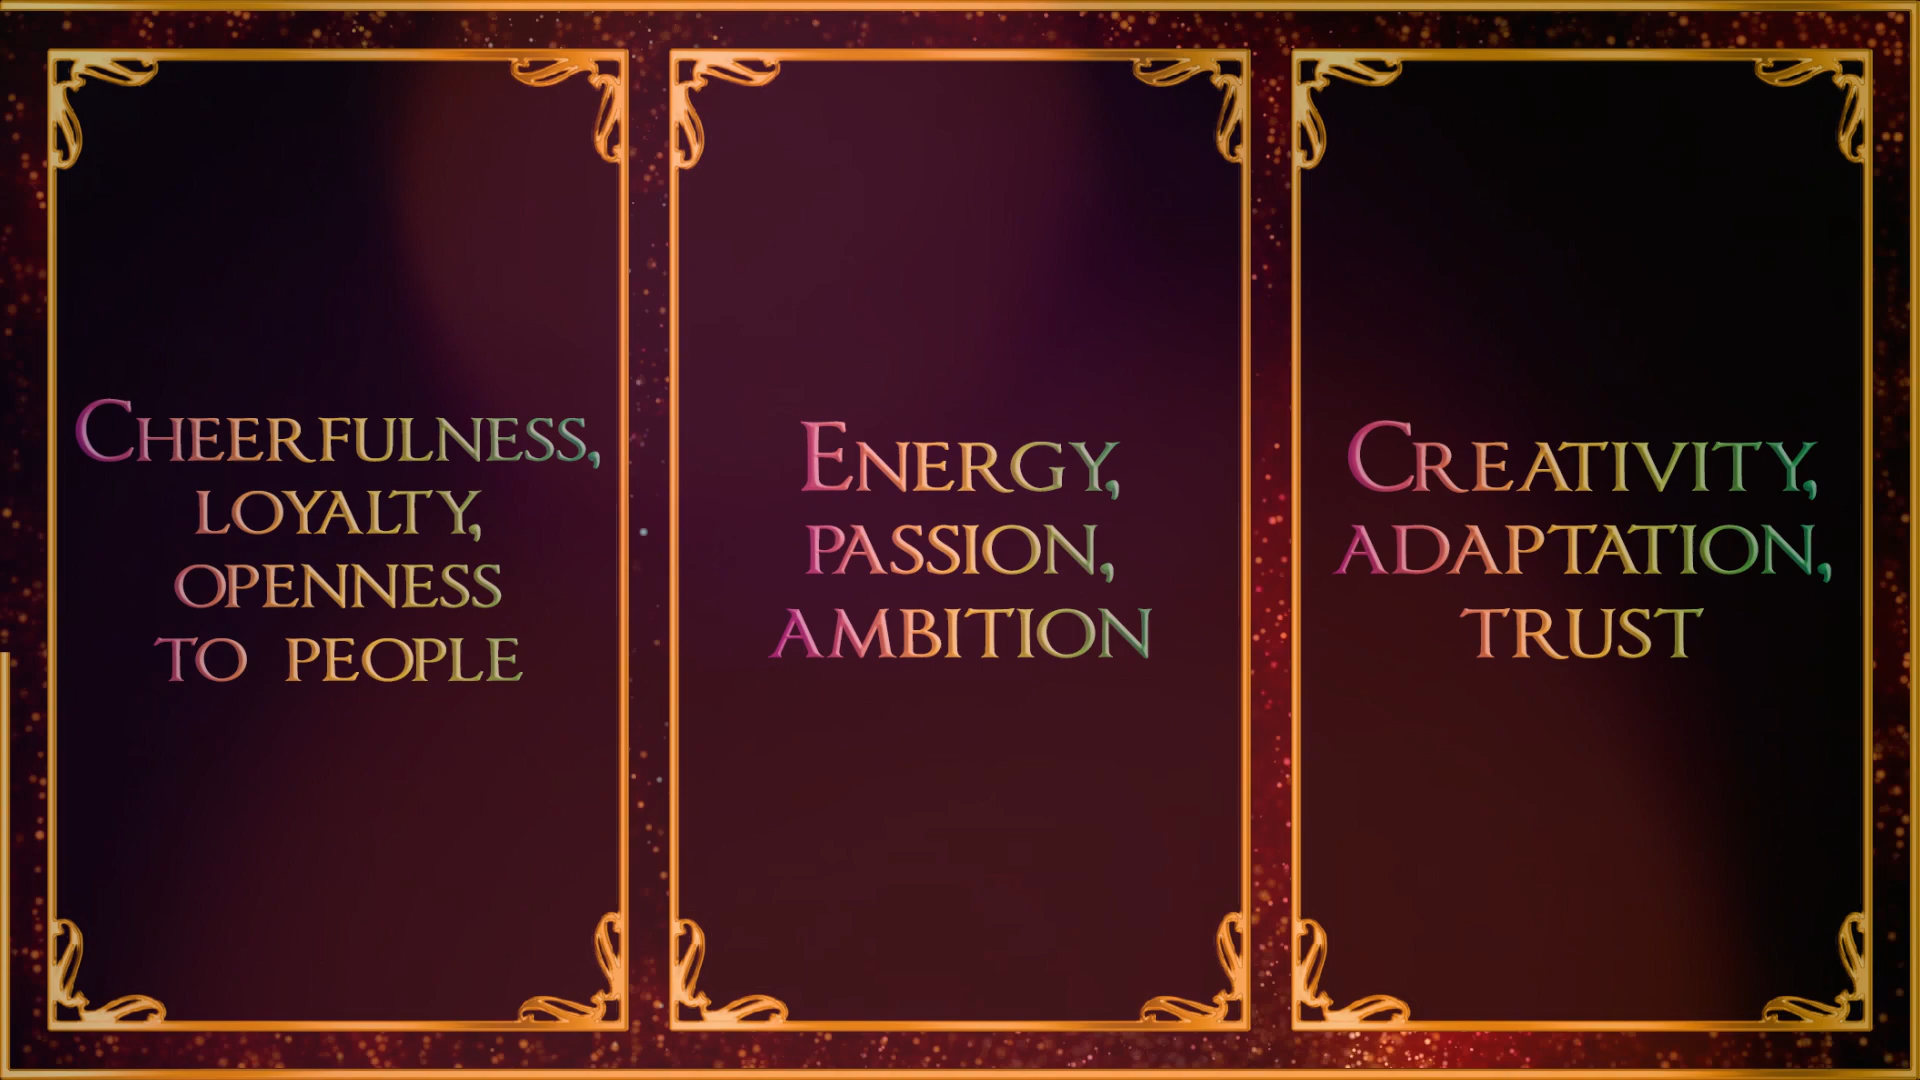 Cheerfulness,
loyalty,
openness
to people
Energy,
passion,
ambition
Creativity,
adaptation,
trust